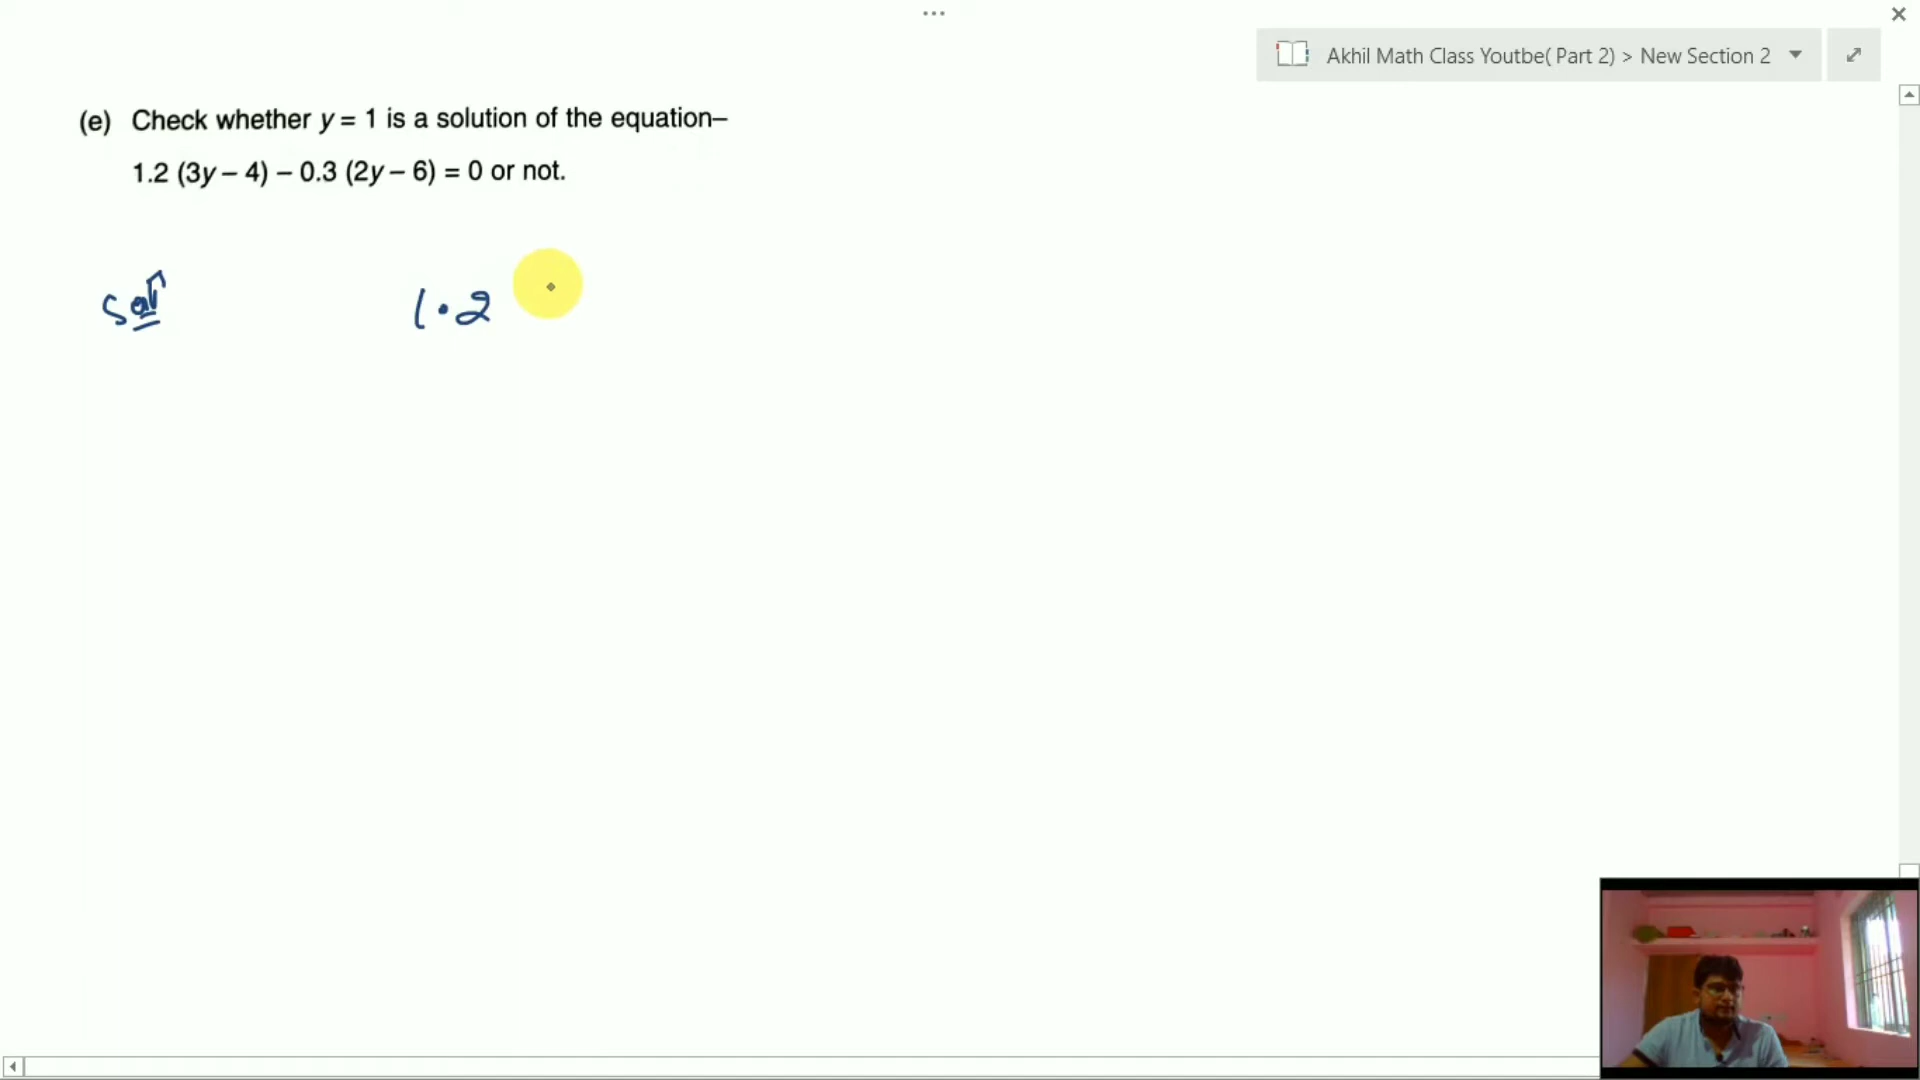 Akhil Math Class Youtbe( Part 2) > New Section 2
(e) Check whether y = 1 is a solution of the equation–
1.2 (3y – 4) – 0.3 (2y – 6) = 0 or not.
Solⁿ 1.2